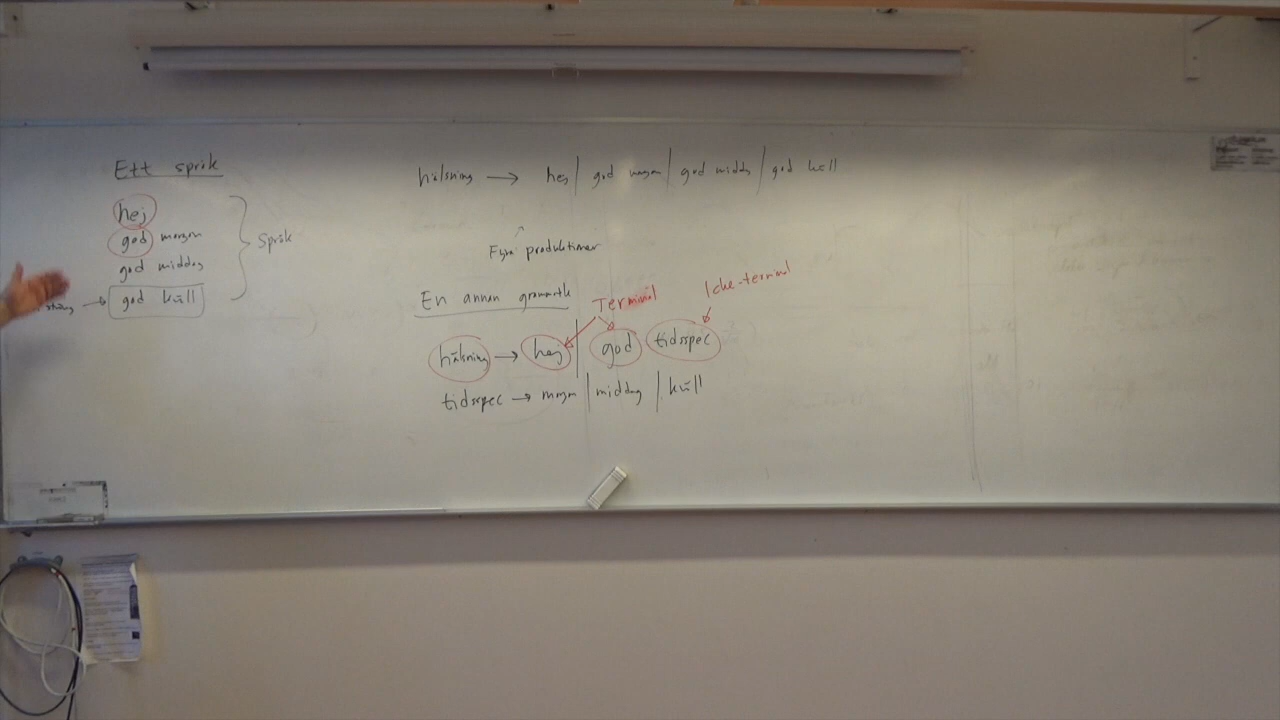 Ett språk
hej
god morgon
god middag
god kväll
Språk
hälsning → hej | god morgon | god middag | god kväll
Fyra produktioner
En annan grammatik
Terminal
Icke-terminal
hälsning → hej | god tidsspec
tidsspec → morgon | middag | kväll